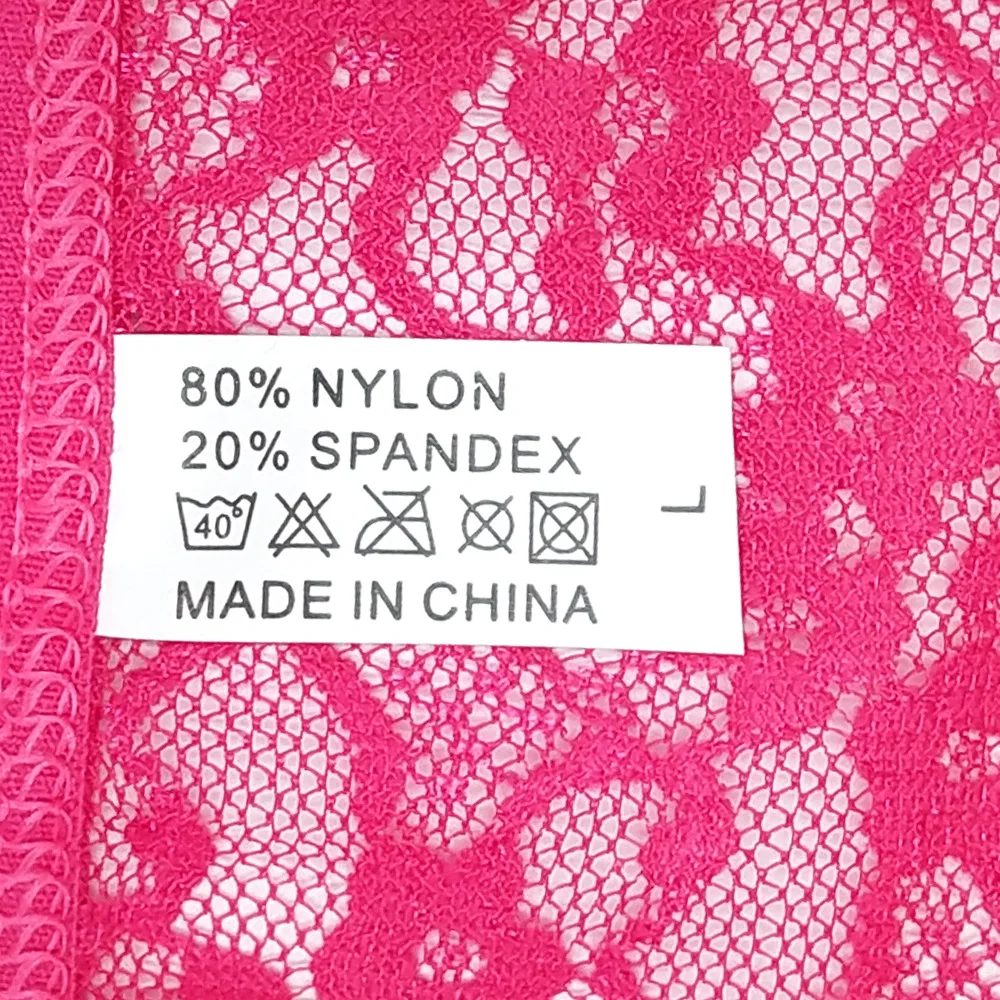 80% NYLON
20% SPANDEX
40°
L
MADE IN CHINA